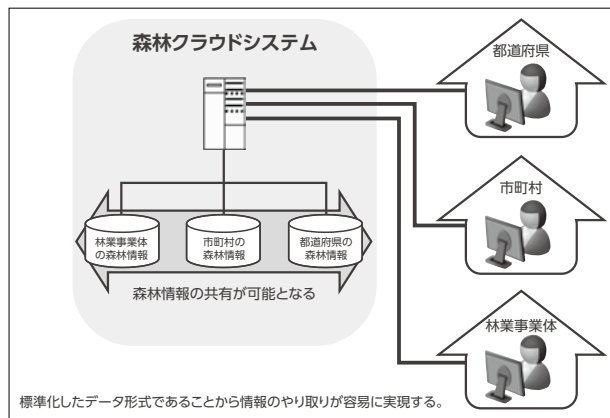 森林クラウドシステム
都道府県
市町村
林業事業体
林業事業体
の森林情報
市町村の
森林情報
都道府県の
森林情報
森林情報の共有が可能となる
標準化したデータ形式であることから情報のやり取りが容易に実現する。